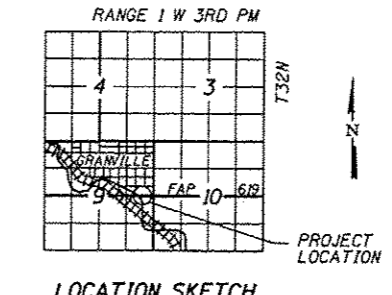 RANGE 1 W 3RD PM
4 3 T32N
GRANVILLE
N
9 FAP 10 619
PROJECT
LOCATION
LOCATION SKETCH